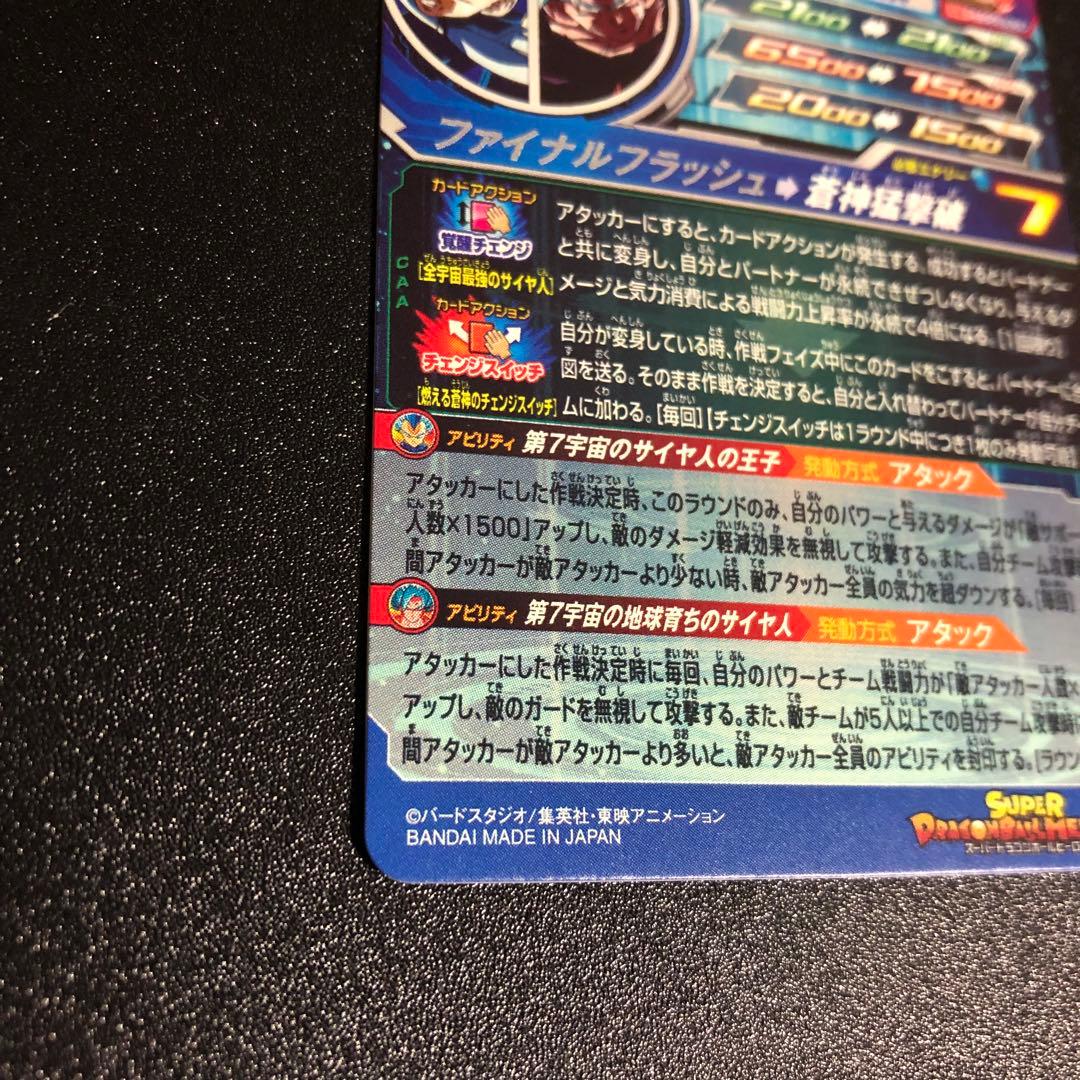 2100 ⇔ 2100
6500 ⇔ 7500
2000 ⇔ 1500
ファイナルフラッシュ ➡ 蒼神猛撃破
必要エナジー 7
CAA
カードアクション
覚醒チェンジ
[全宇宙最強のサイヤ人]
アタッカーにすると、カードアクションが発生する。成功するとパートナー
と共に変身し、自分とパートナーが永続できぜつしなくなり、与えるダ
メージと気力消費による戦闘力上昇率が永続で4倍になる。[1回限り]
カードアクション
チェンジスイッチ
[燃える蒼神のチェンジスイッチ]
自分が変身している時、作戦フェイズ中にこのカードをこすると、パートナーに
図を送る。そのまま作戦を決定すると、自分と入れ替わってパートナーが自分チー
ムに加わる。[毎回]【チェンジスイッチは1ラウンド中につき1枚のみ発動可能】
アビリティ 第7宇宙のサイヤ人の王子 発動方式 アタック
アタッカーにした作戦決定時、このラウンドのみ、自分のパワーと与えるダメージが「敵サポー
人数×1500」アップし、敵のダメージ軽減効果を無視して攻撃する。また、自分チーム攻撃
間アタッカーが敵アタッカーより少ない時、敵アタッカー全員の気力を超ダウンする。[毎回]
アビリティ 第7宇宙の地球育ちのサイヤ人 発動方式 アタック
アタッカーにした作戦決定時に毎回、自分のパワーとチーム戦闘力が「敵アタッカー人数×
アップし、敵のガードを無視して攻撃する。また、敵チームが5人以上での自分チーム攻撃時に
間アタッカーが敵アタッカーより多いと、敵アタッカー全員のアビリティを封印する。[ラウン
©バードスタジオ/集英社・東映アニメーション
BANDAI MADE IN JAPAN
SUPER
DRAGONBALL HE
スーパードラゴンボールヒーロ